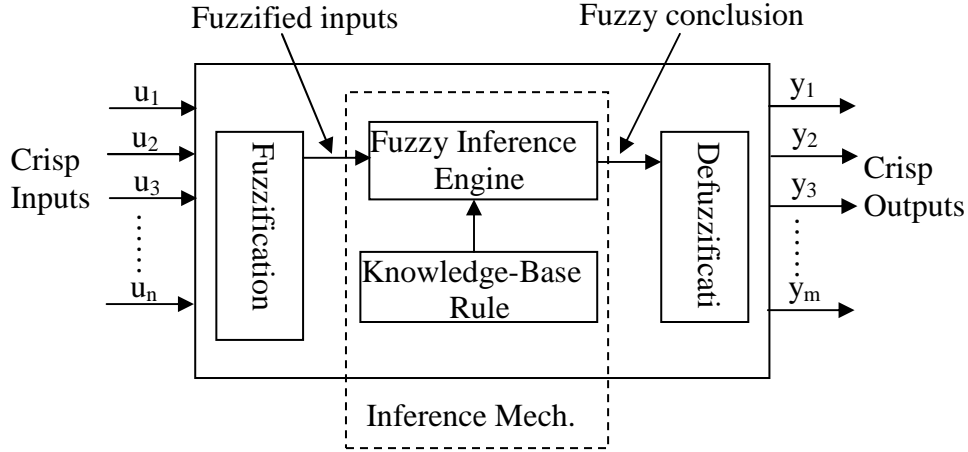 Fuzzified inputs
Fuzzy conclusion
u1
u2
u3
un
Crisp
Inputs
Fuzzification
Fuzzy Inference
Engine
Knowledge-Base
Rule
Inference Mech.
Defuzzificati
y1
y2
y3
ym
Crisp
Outputs